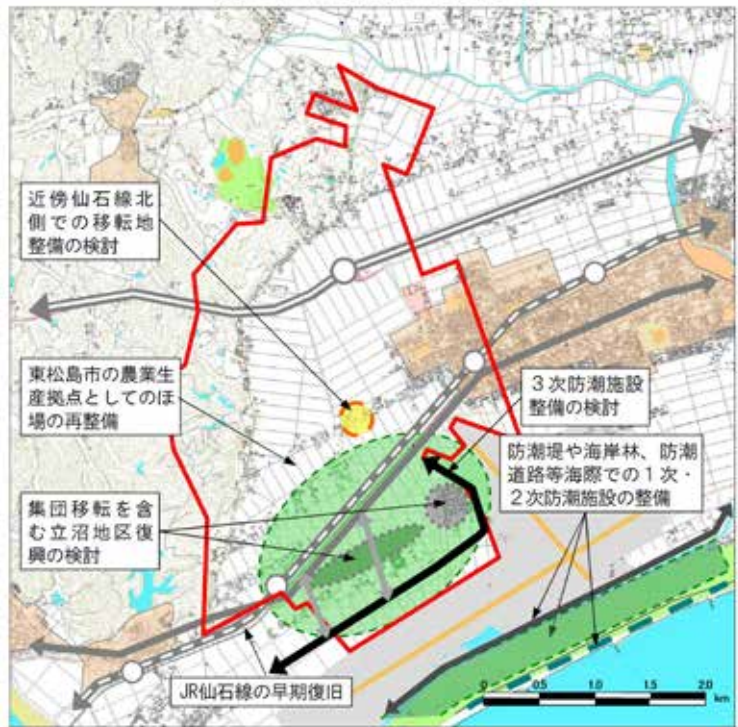 近傍仙石線北
側での移転地
整備の検討
東松島市の農業生
産拠点としてのほ
場の再整備
３次防潮施設
整備の検討
防潮堤や海岸林、防潮
道路等海際での１次・
２次防潮施設の整備
集団移転を含
む立沼地区復
興の検討
JR仙石線の早期復旧
0 0.5 1.0 1.5 2.0
km